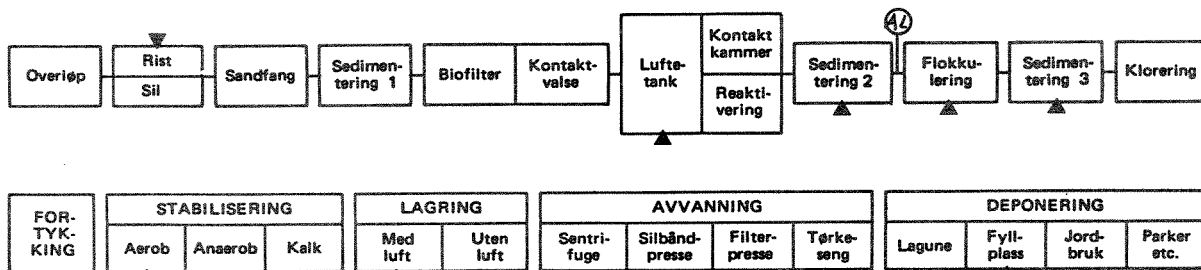 AL
Overløp
Rist
Sil
Sandfang
Sedimen-
tering 1
Biofilter
Kontakt-
valse
Lufte-
tank
Kontakt
kammer
Reakti-
vering
Sedimen-
tering 2
Flokku-
lering
Sedimen-
tering 3
Klorering
FOR-
TYK-
KING
STABILISERING
Aerob
Anaerob
Kalk
LAGRING
Med
luft
Uten
luft
AVVANNING
Sentri-
fuge
Silbånd-
presse
Filter-
presse
Tørke-
seng
DEPONERING
Lagune
Fyll-
plass
Jord-
bruk
Parker
etc.